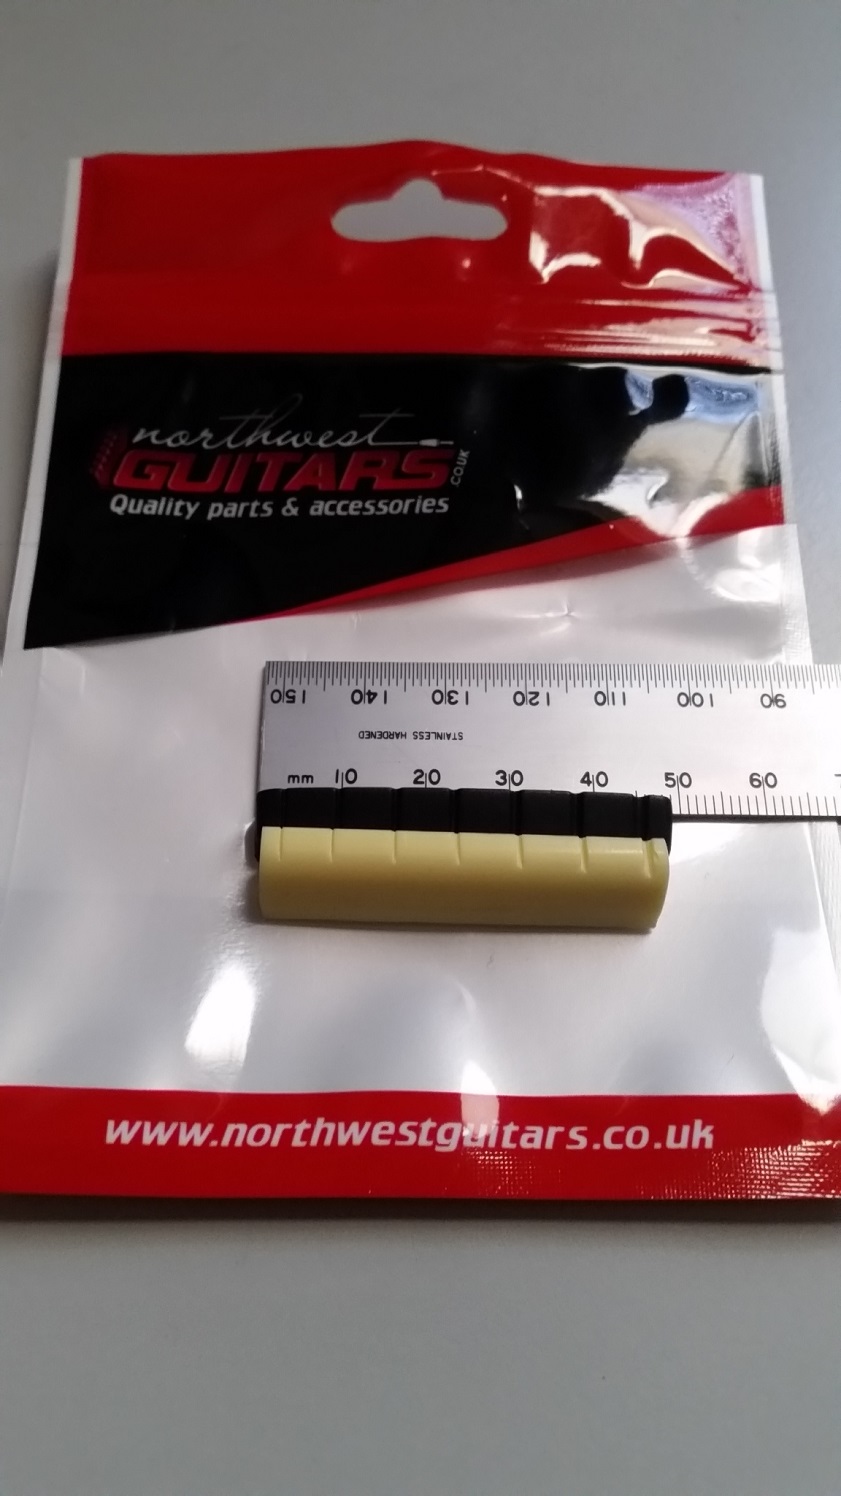 northwest
GUITARS
.CO.UK
Quality parts & accessories
150 140 130 120 110 100 90
STAINLESS HARDENED
mm 10 20 30 40 50 60 7
www.northwestguitars.co.uk